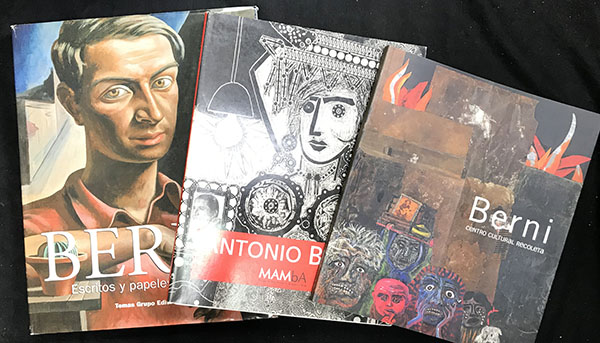 BER
Escritos y papele
Temas Grupo Edi
ANTONIO B
MAMbA
Berni
CENTRO CULTURAL RECOLETA